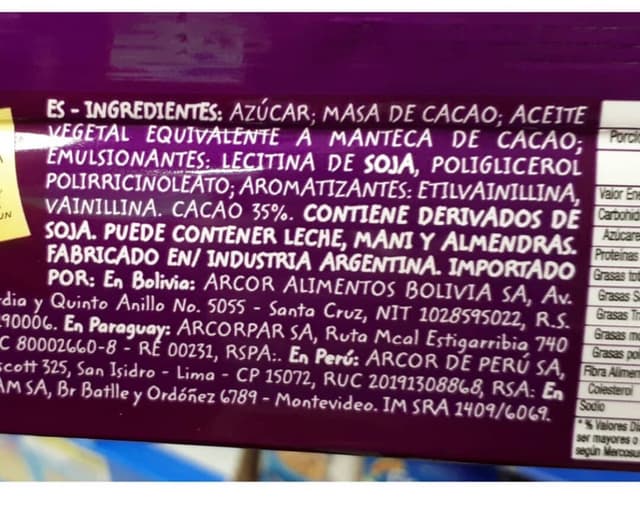 ES - INGREDIENTES: AZÚCAR; MASA DE CACAO; ACEITE
VEGETAL EQUIVALENTE A MANTECA DE CACAO;
EMULSIONANTES: LECITINA DE SOJA, POLIGLICEROL
POLIRRICINOLEATO; AROMATIZANTES: ETILVAINILLINA,
VAINILLINA. CACAO 35%. CONTIENE DERIVADOS DE
SOJA. PUEDE CONTENER LECHE, MANI Y ALMENDRAS.
FABRICADO EN/ INDUSTRIA ARGENTINA. IMPORTADO
POR: En Bolivia: ARCOR ALIMENTOS BOLIVIA SA, Av.
dia y Quinto Anillo No. 5055 - Santa Cruz, NIT 1028595022, R.S.
90006. En Paraguay: ARCORPAR SA, Ruta Mcal Estigarribia 740
C 80002660-8 - RE 00231, RSPA:. En Perú: ARCOR DE PERÚ SA,
scott 325, San Isidro - Lima - CP 15072, RUC 20191308868, RSA: En
AM SA, Br Batlle y Ordóñez 6789 - Montevideo. IM SRA 1409/6069.
UN
Porci
Valor En
Carbohid
Azúcare
Proteínas
Grasas to
Grasas s
Grasas Tr
Grasas mo
Grasas po
Fibra Alimen
Colesterol
Sodio
*% Valores Di
ser mayores o
según Mercosu